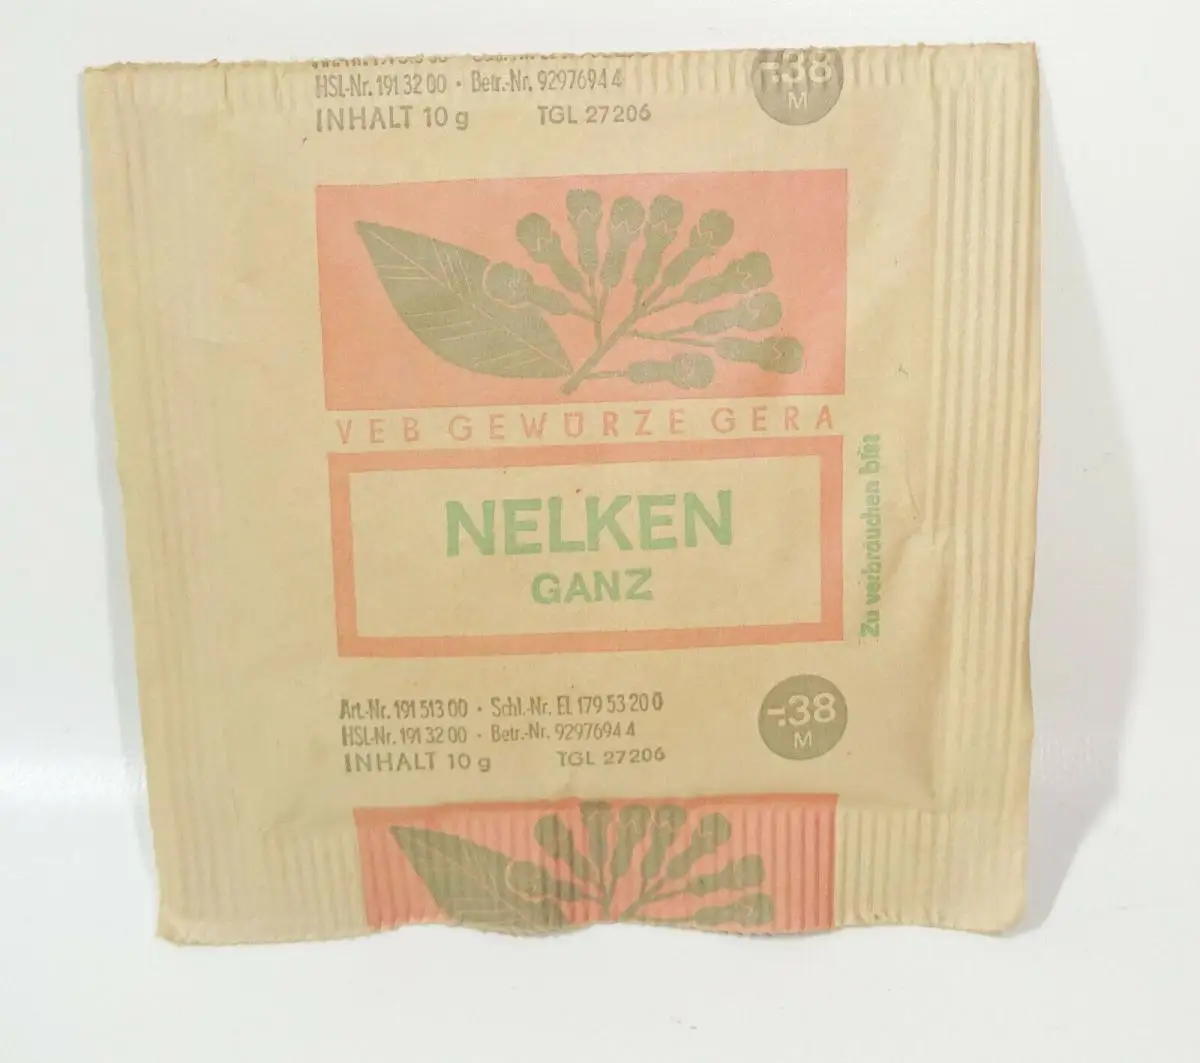 HSL-Nr. 191 32 00 · Betr.-Nr. 9297694 4
INHALT 10 g TGL 27206
-.38
M
VEB GEWÜRZE GERA
NELKEN
GANZ
Zu verbrauchen bis:
Art.-Nr. 191 513 00 · Schl.-Nr. EL 179 53 20 0
HSL-Nr. 191 32 00 · Betr.-Nr. 9297694 4
INHALT 10 g TGL 27206
-.38
M